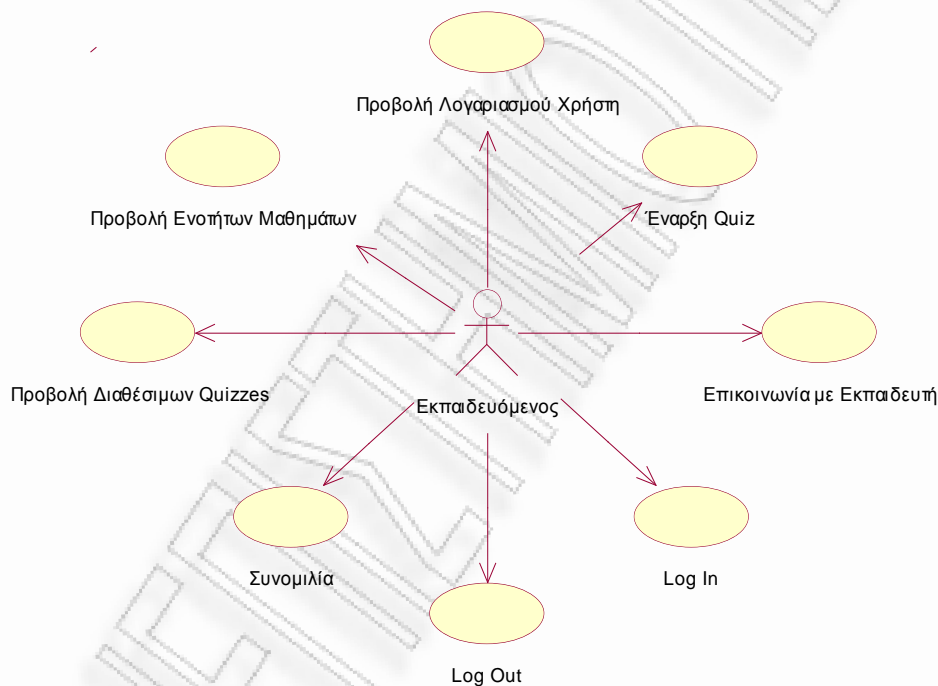 Προβολή Λογαριασμού Χρήστη
Προβολή Ενοτήτων Μαθημάτων
Έναρξη Quiz
Προβολή Διαθέσιμων Quizzes
Εκπαιδευόμενος
Επικοινωνία με Εκπαιδευτή
Συνομιλία
Log In
Log Out